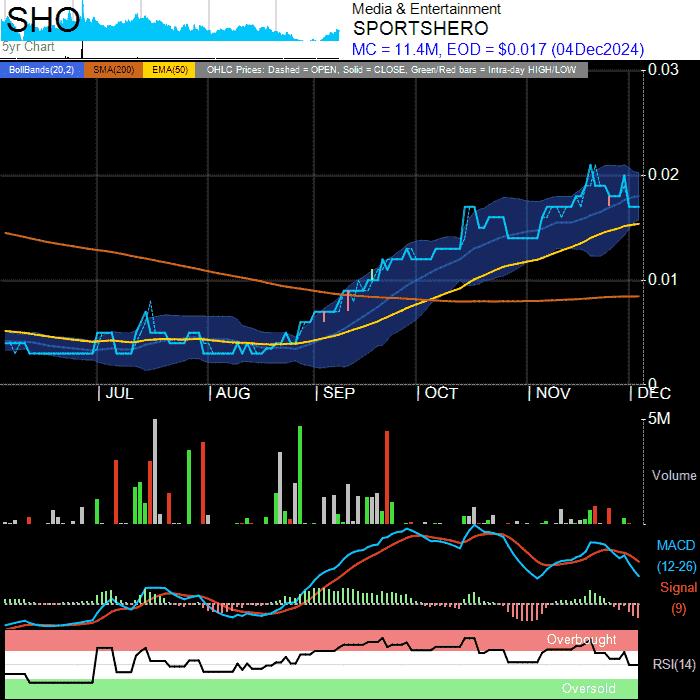 SHO
5yr Chart
Media & Entertainment
SPORTSHERO
MC = 11.4M, EOD = $0.017 (04Dec2024)
BollBands(20,2) SMA(200) EMA(50) OHLC Prices: Dashed = OPEN, Solid = CLOSE, Green/Red bars = Intra-day HIGH/LOW
0.03
0.02
0.01
0
JUL AUG SEP OCT NOV DEC
5M
Volume
MACD
(12-26)
Signal
(9)
Overbought
RSI(14)
Oversold